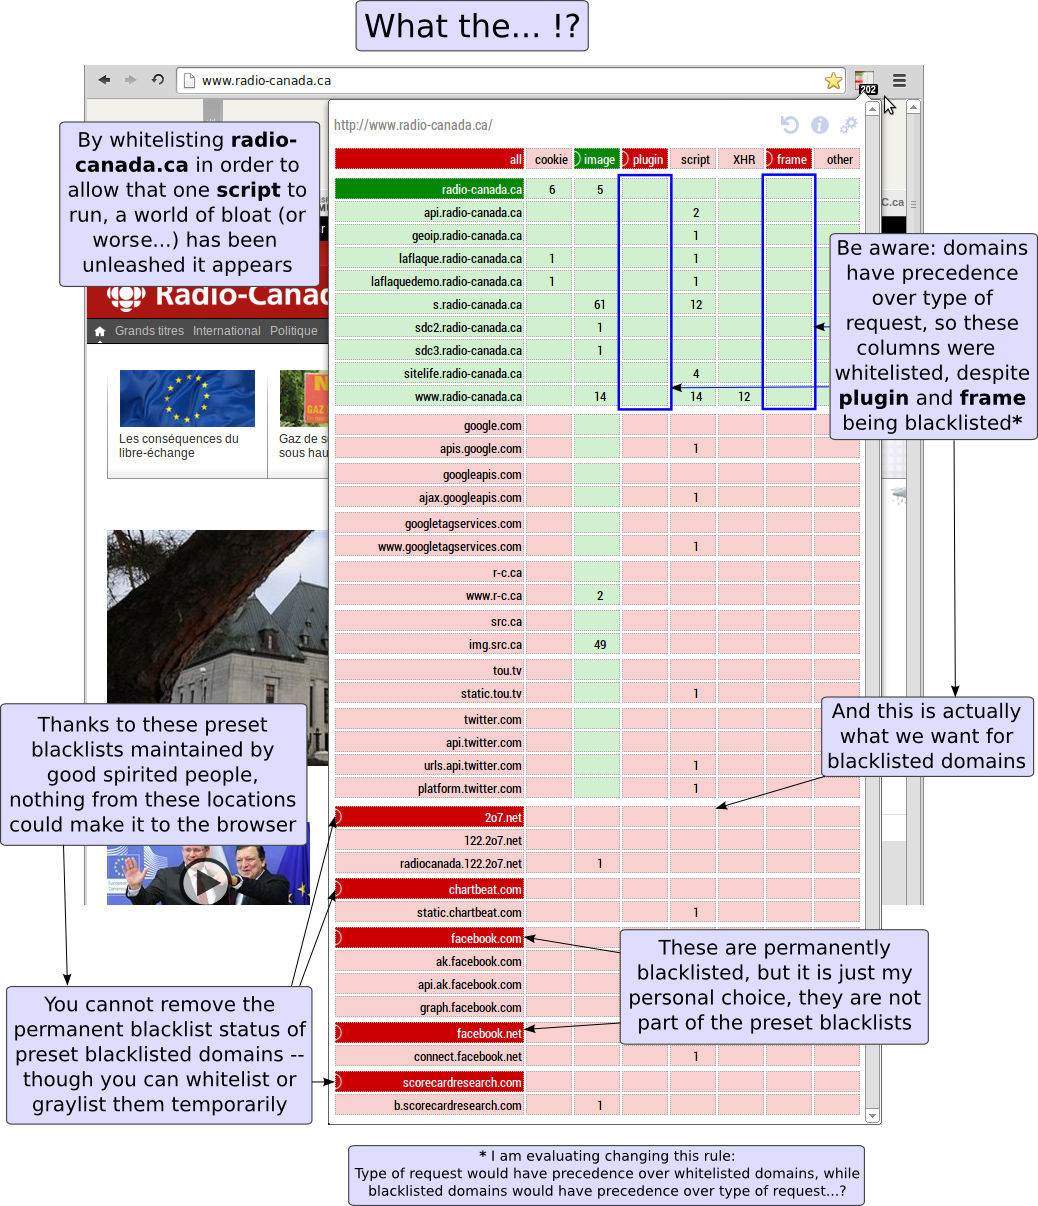 What the... !?
www.radio-canada.ca
202
http://www.radio-canada.ca/
By whitelisting radio-
canada.ca in order to
allow that one script to
run, a world of bloat (or
worse...) has been
unleashed it appears
all cookie image plugin script XHR frame other
radio-canada.ca 6 5
api.radio-canada.ca 2
geoip.radio-canada.ca 1
laflaque.radio-canada.ca 1 1
laflaquedemo.radio-canada.ca 1 1
s.radio-canada.ca 61 12
sdc2.radio-canada.ca 1
sdc3.radio-canada.ca 1
sitelife.radio-canada.ca 4
www.radio-canada.ca 14 14 12
google.com
apis.google.com 1
googleapis.com
ajax.googleapis.com 1
googletagservices.com
www.googletagservices.com 1
r-c.ca
www.r-c.ca 2
src.ca
img.src.ca 49
tou.tv
static.tou.tv 1
twitter.com
api.twitter.com
urls.api.twitter.com 1
platform.twitter.com 1
2o7.net
122.2o7.net
radiocanada.122.2o7.net 1
chartbeat.com
static.chartbeat.com 1
facebook.com
ak.facebook.com
api.ak.facebook.com
graph.facebook.com
facebook.net
connect.facebook.net 1
scorecardresearch.com
b.scorecardresearch.com 1
C.ca
Be aware: domains
have precedence
over type of
request, so these
columns were
whitelisted, despite
plugin and frame
being blacklisted*
Radio-Canad
Grands titres International Politique
Les conséquences du
libre-échange
Gaz de s
sous hau
And this is actually
what we want for
blacklisted domains
Thanks to these preset
blacklists maintained by
good spirited people,
nothing from these locations
could make it to the browser
These are permanently
blacklisted, but it is just my
personal choice, they are not
part of the preset blacklists
You cannot remove the
permanent blacklist status of
preset blacklisted domains --
though you can whitelist or
graylist them temporarily
* I am evaluating changing this rule:
Type of request would have precedence over whitelisted domains, while
blacklisted domains would have precedence over type of request...?